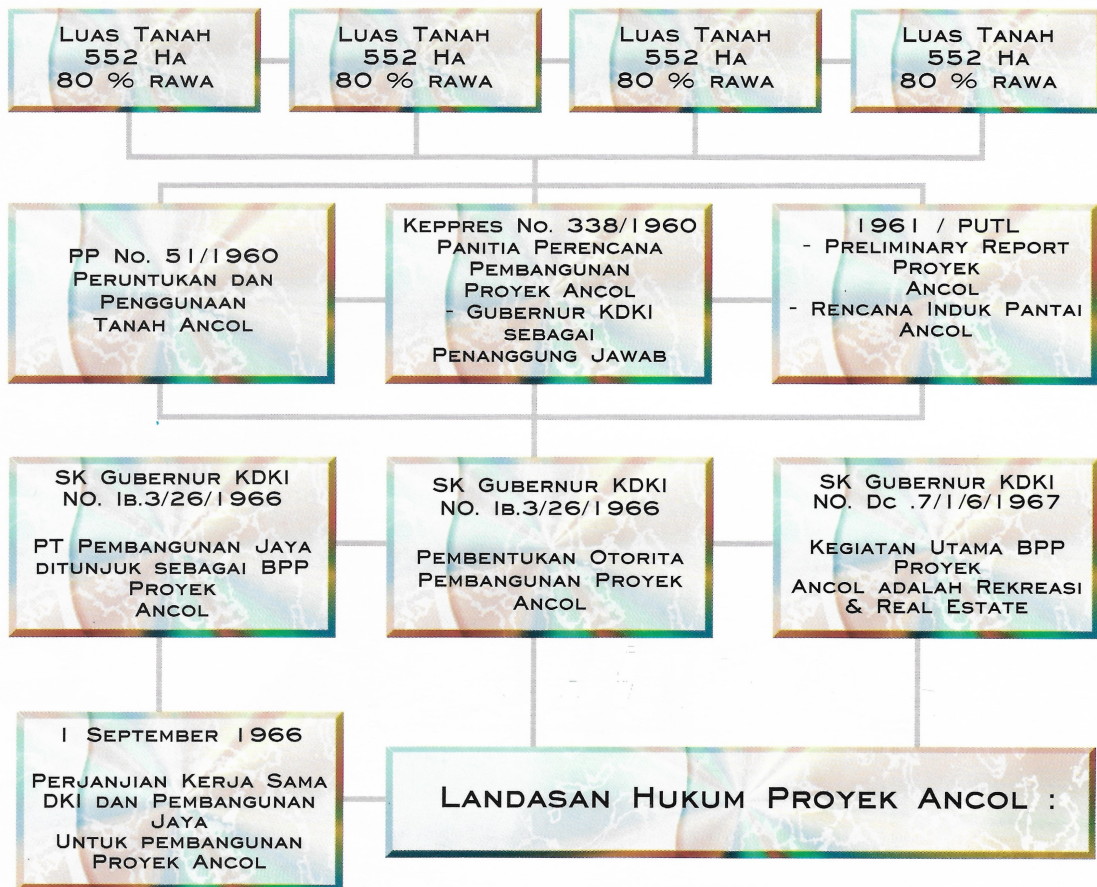 LUAS TANAH
552 HA
80 % RAWA
LUAS TANAH
552 HA
80 % RAWA
LUAS TANAH
552 HA
80 % RAWA
LUAS TANAH
552 HA
80 % RAWA
PP NO. 51/1960
PERUNTUKAN DAN
PENGGUNAAN
TANAH ANCOL
KEPPRES NO. 338/1960
PANITIA PERENCANA
PEMBANGUNAN
PROYEK ANCOL
- GUBERNUR KDKI
SEBAGAI
PENANGGUNG JAWAB
1961 / PUTL
- PRELIMINARY REPORT
PROYEK
ANCOL
- RENCANA INDUK PANTAI
ANCOL
SK GUBERNUR KDKI
NO. IB.3/26/1966
PT PEMBANGUNAN JAYA
DITUNJUK SEBAGAI BPP
PROYEK
ANCOL
SK GUBERNUR KDKI
NO. IB.3/26/1966
PEMBENTUKAN OTORITA
PEMBANGUNAN PROYEK
ANCOL
SK GUBERNUR KDKI
NO. DC .7/1/6/1967
KEGIATAN UTAMA BPP
PROYEK
ANCOL ADALAH REKREASI
& REAL ESTATE
1 SEPTEMBER 1966
PERJANJIAN KERJA SAMA
DKI DAN PEMBANGUNAN
JAYA
UNTUK PEMBANGUNAN
PROYEK ANCOL
LANDASAN HUKUM PROYEK ANCOL :